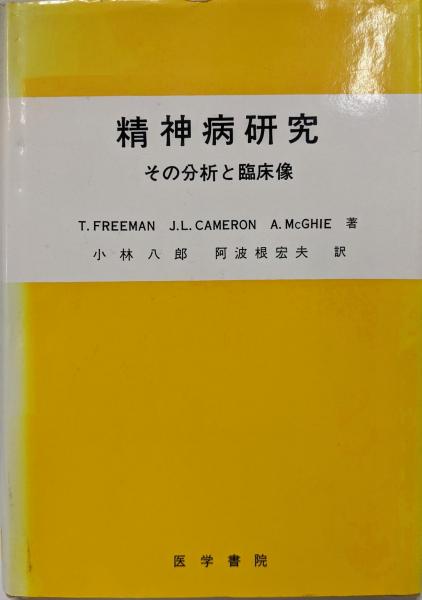 精神病研究
その分析と臨床像
T. FREEMAN J.L. CAMERON A. McGHIE 著
小林八郎 阿波根宏夫 訳
医学書院